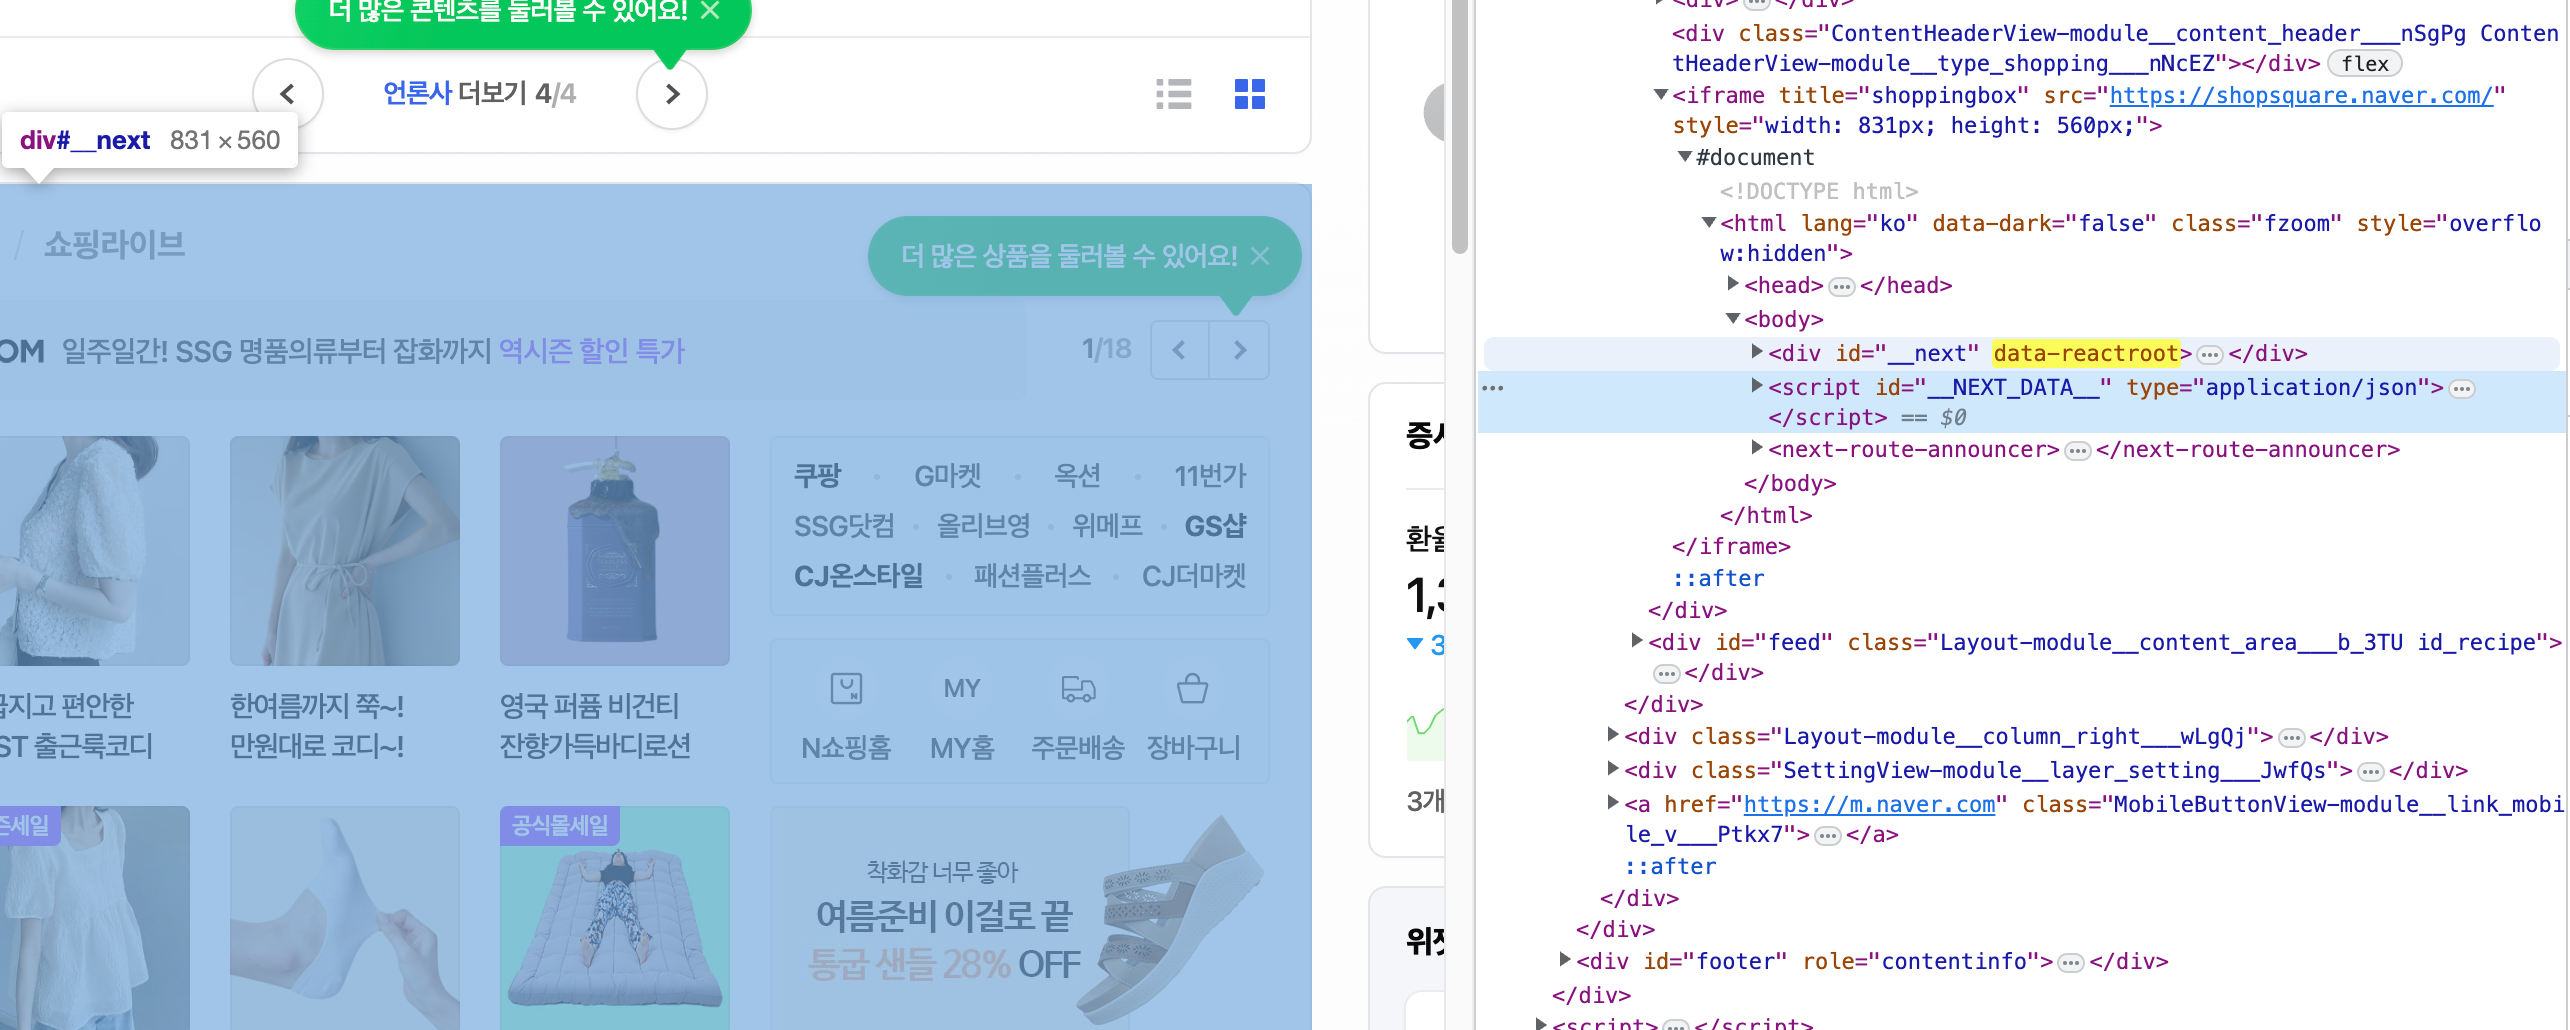 더 많은 콘텐츠를 둘러볼 수 있어요!
언론사 더보기 4/4
div#__next 831 × 560
/ 쇼핑라이브
더 많은 상품을 둘러볼 수 있어요!
OM 일주일간! SSG 명품의류부터 잡화까지 역시즌 할인 특가
1/18
쿠팡 · G마켓 · 옥션 · 11번가
SSG닷컴 · 올리브영 · 위메프 · GS샵
CJ온스타일 · 패션플러스 · CJ더마켓
MY
N쇼핑홈 MY홈 주문배송 장바구니
지고 편안한
ST 출근룩코디
한여름까지 쭉~!
만원대로 코디~!
영국 퍼퓸 비건티
잔향가득바디로션
세일
공식몰세일
착화감 너무 좋아
여름준비 이걸로 끝
통굽 샌들 28% OFF
증시
환율
1,3
3
3개
위젯
<div>…</div>
<div class="ContentHeaderView-module__content_header___nSgPg Conten
tHeaderView-module__type_shopping___nNcEZ"></div> flex
<iframe title="shoppingbox" src="https://shopsquare.naver.com/"
style="width: 831px; height: 560px;">
#document
<!DOCTYPE html>
<html lang="ko" data-dark="false" class="fzoom" style="overflo
w:hidden">
<head>…</head>
<body>
<div id="__next" data-reactroot>…</div>
… <script id="__NEXT_DATA__" type="application/json">…
</script> == $0
<next-route-announcer>…</next-route-announcer>
</body>
</html>
</iframe>
::after
</div>
<div id="feed" class="Layout-module__content_area___b_3TU id_recipe">
…</div>
</div>
<div class="Layout-module__column_right___wLgQj">…</div>
<div class="SettingView-module__layer_setting___JwfQs">…</div>
<a href="https://m.naver.com" class="MobileButtonView-module__link_mobi
le_v___Ptkx7">…</a>
::after
</div>
</div>
<div id="footer" role="contentinfo">…</div>
</div>
<script>…</script>